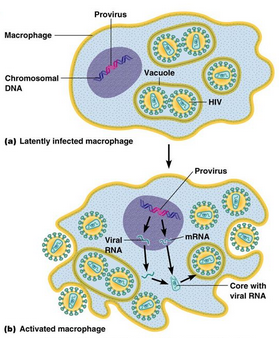 Provirus
Macrophage
Chromosomal
DNA
Vacuole
HIV
(a) Latently infected macrophage
Provirus
Viral
RNA
mRNA
Core with
viral RNA
(b) Activated macrophage